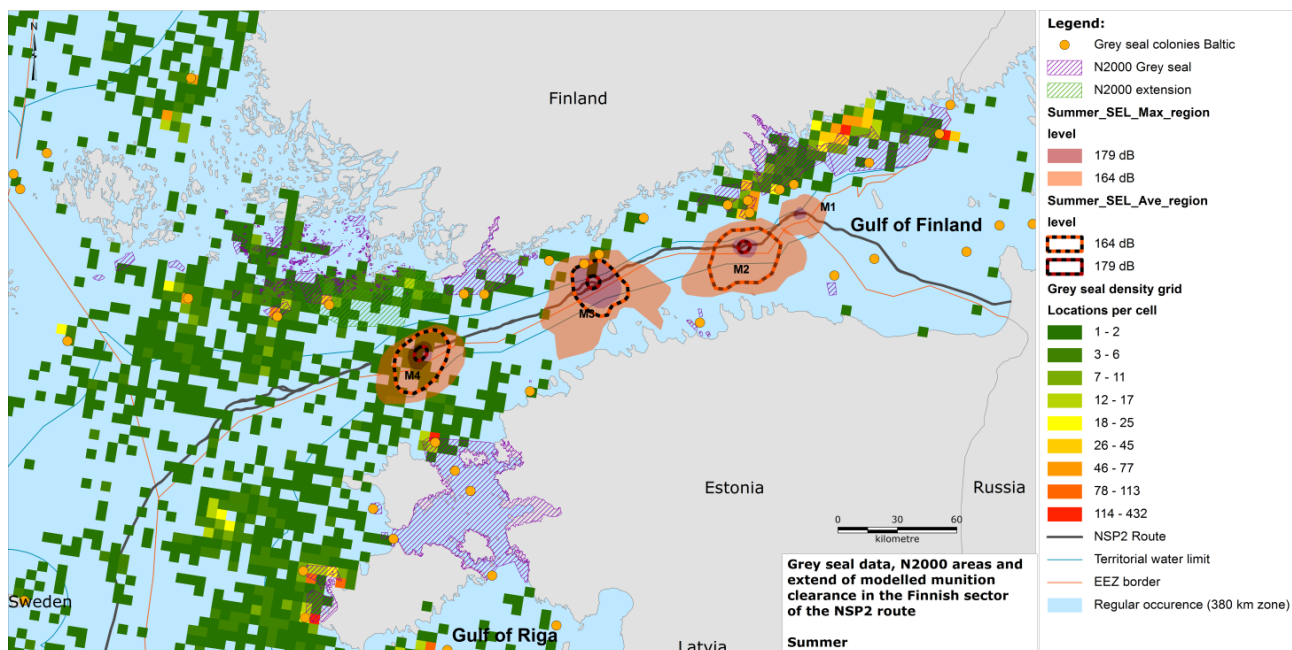 N
Finland
Gulf of Finland
M1
M2
M3
M4
Estonia
Russia
Sweden
Gulf of Riga
Latvia
0 30 60
kilometre
Grey seal data, N2000 areas and
extend of modelled munition
clearance in the Finnish sector
of the NSP2 route
Summer
Legend:
Grey seal colonies Baltic
N2000 Grey seal
N2000 extension
Summer_SEL_Max_region
level
179 dB
164 dB
Summer_SEL_Ave_region
level
164 dB
179 dB
Grey seal density grid
Locations per cell
1 - 2
3 - 6
7 - 11
12 - 17
18 - 25
26 - 45
46 - 77
78 - 113
114 - 432
NSP2 Route
Territorial water limit
EEZ border
Regular occurence (380 km zone)